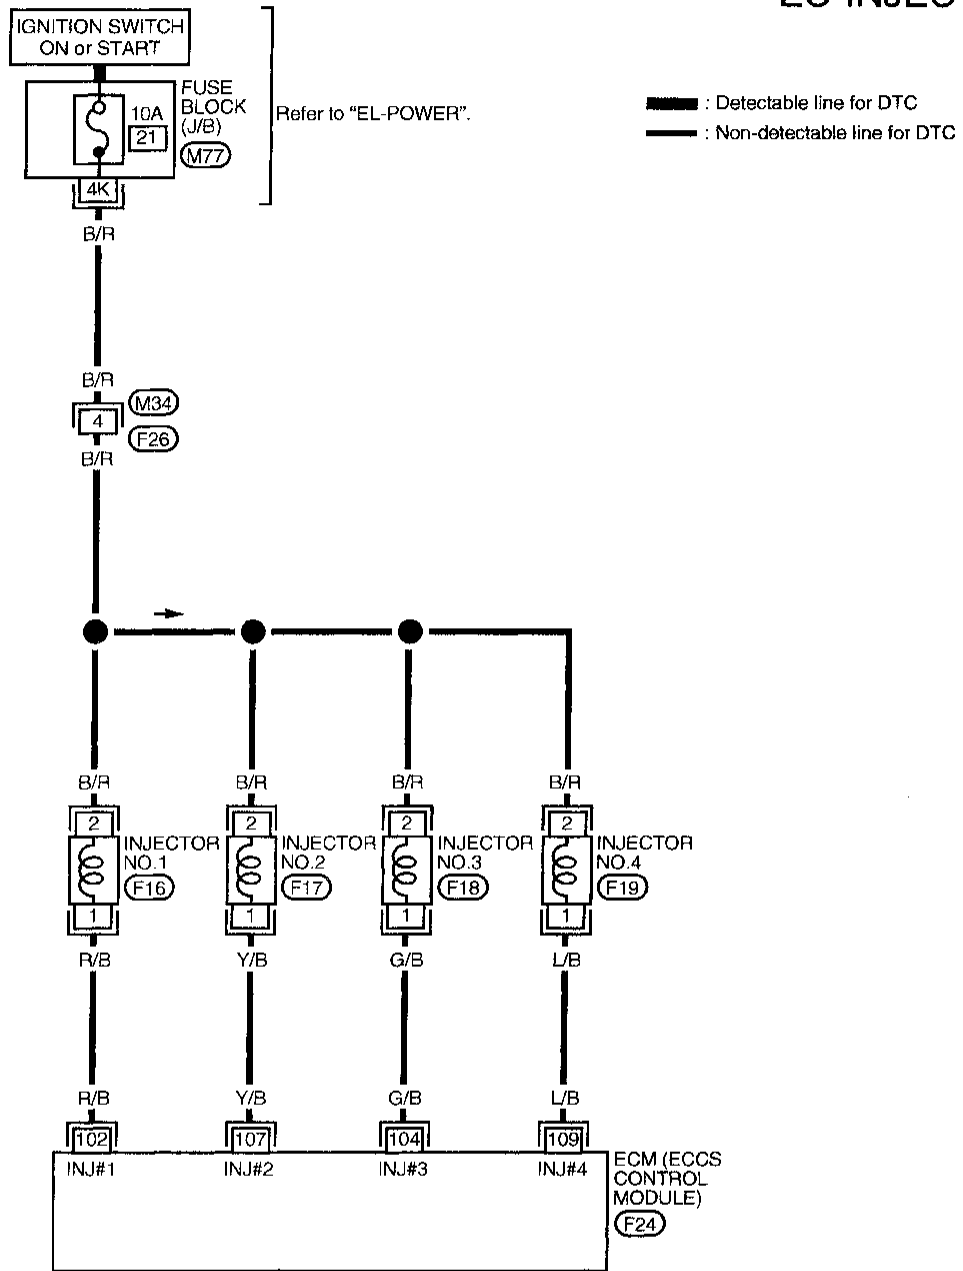 IGNITION SWITCH
ON or START
FUSE
BLOCK
(J/B)
10A
21
M77
Refer to "EL-POWER".
: Detectable line for DTC
: Non-detectable line for DTC
4K
B/R
B/R
M34
4
F26
B/R
B/R B/R B/R B/R
2 2 2 2
INJECTOR NO.1 F16
INJECTOR NO.2 F17
INJECTOR NO.3 F18
INJECTOR NO.4 F19
1 1 1 1
R/B Y/B G/B L/B
R/B Y/B G/B L/B
102 107 104 109
INJ#1 INJ#2 INJ#3 INJ#4
ECM (ECCS
CONTROL
MODULE)
F24